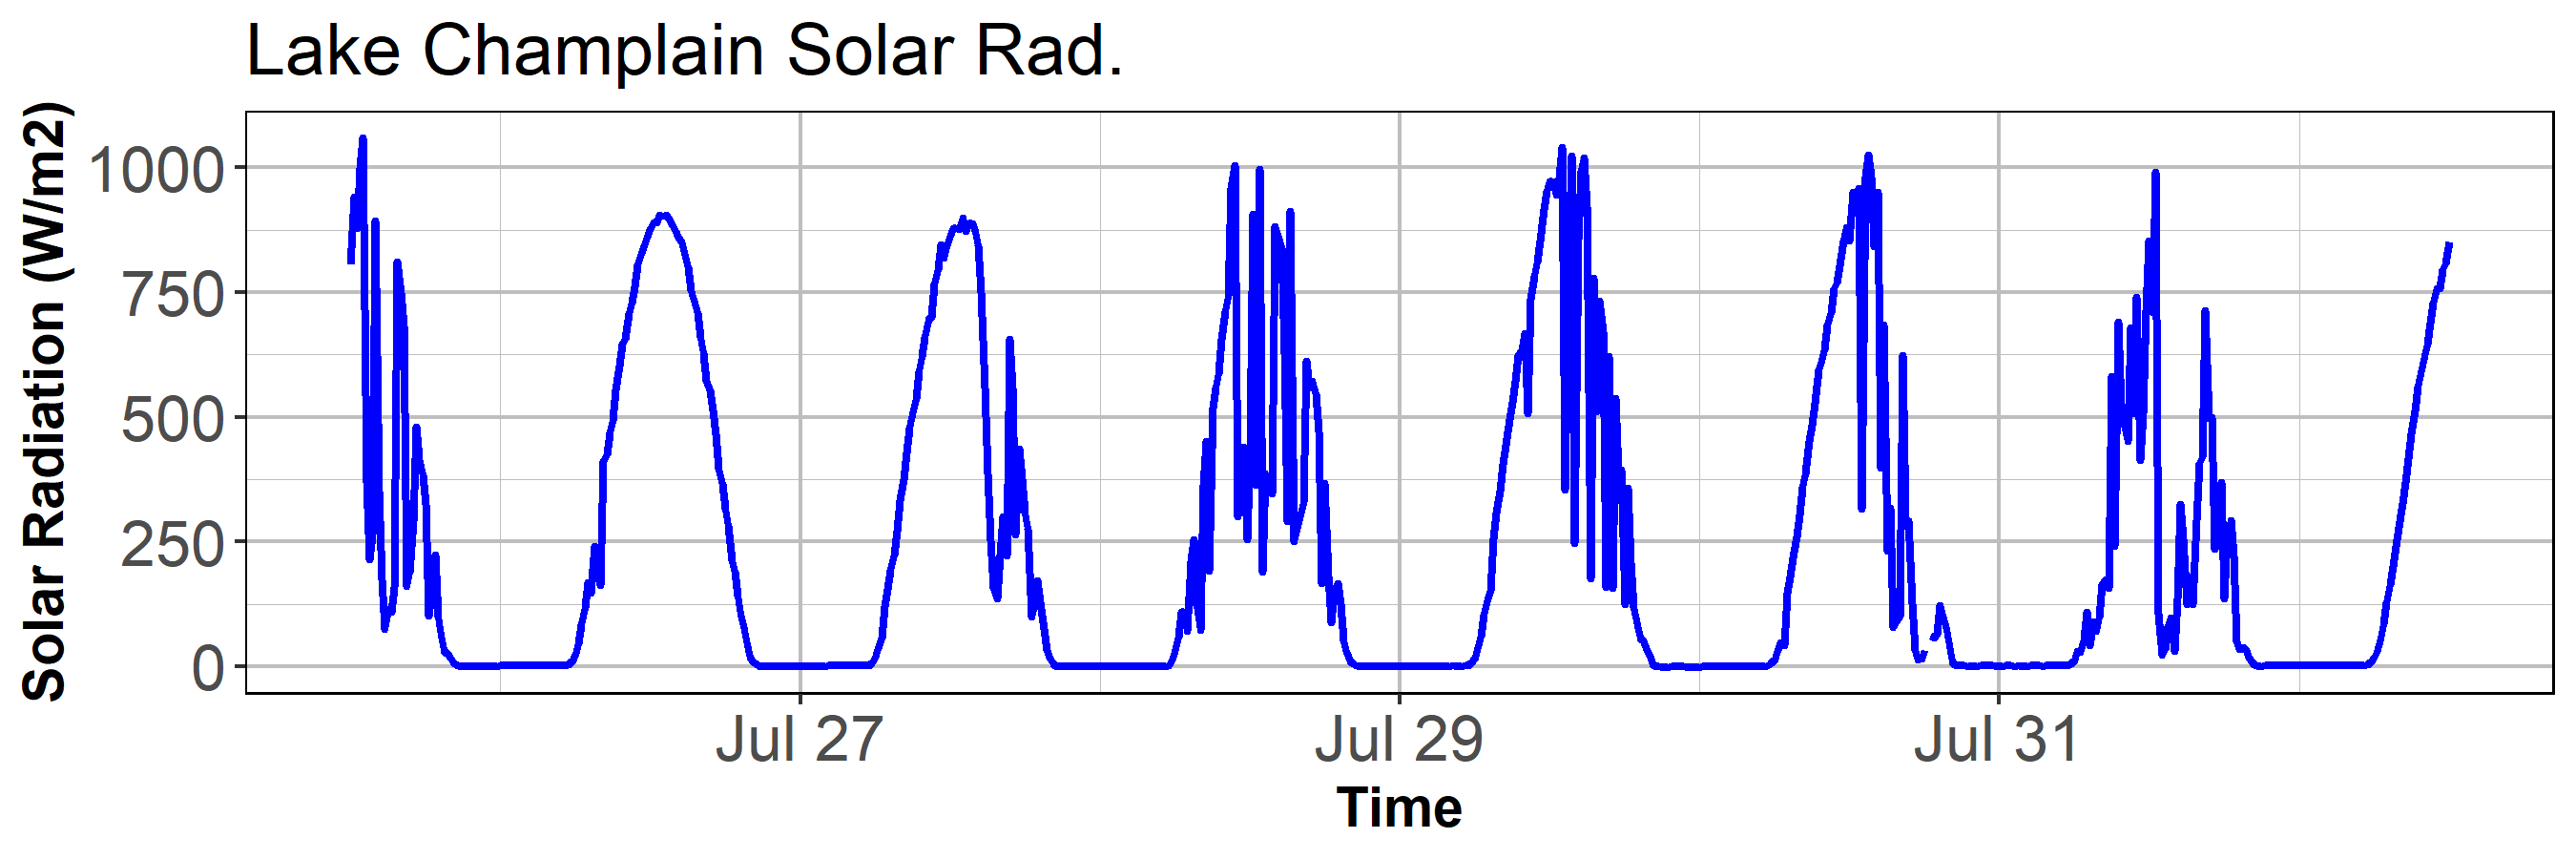 Lake Champlain Solar Rad.
Solar Radiation (W/m2)
1000
750
500
250
0
Jul 27
Jul 29
Jul 31
Time